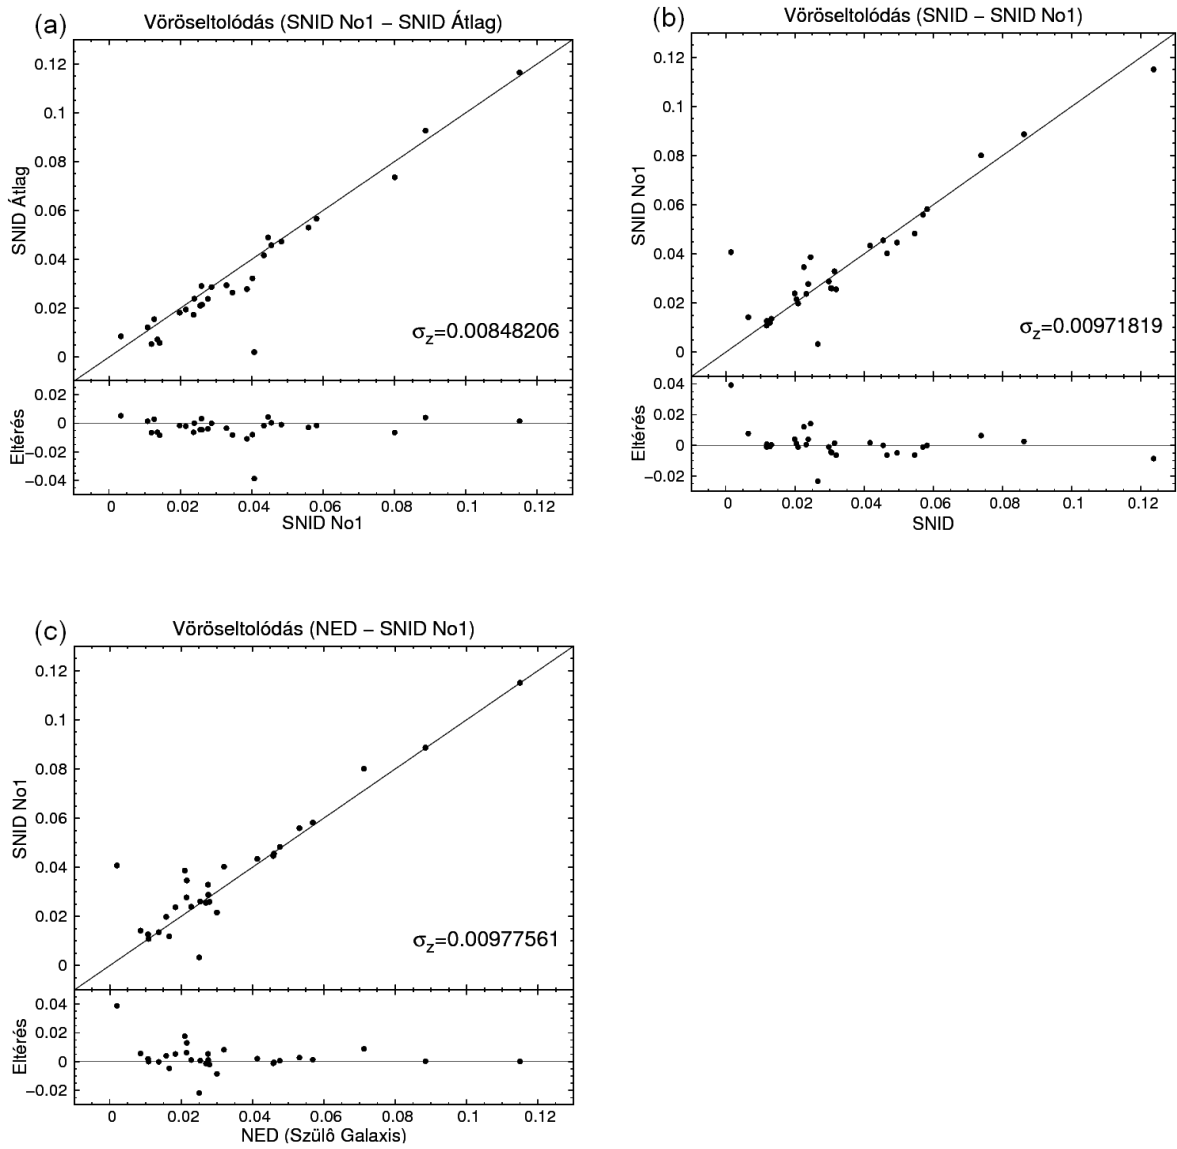 (a)
Vöröseltolódás (SNID No1 − SNID Átlag)
0.12
0.1
0.08
0.06
0.04
0.02
0
SNID Átlag
σz=0.00848206
0.02
0
−0.02
−0.04
Eltérés
0 0.02 0.04 0.06 0.08 0.1 0.12
SNID No1
(b)
Vöröseltolódás (SNID − SNID No1)
0.12
0.1
0.08
0.06
0.04
0.02
0
SNID No1
σz=0.00971819
0.04
0.02
0
−0.02
Eltérés
0 0.02 0.04 0.06 0.08 0.1 0.12
SNID
(c)
Vöröseltolódás (NED − SNID No1)
0.12
0.1
0.08
0.06
0.04
0.02
0
SNID No1
σz=0.00977561
0.04
0.02
0
−0.02
Eltérés
0 0.02 0.04 0.06 0.08 0.1 0.12
NED (Szülô Galaxis)